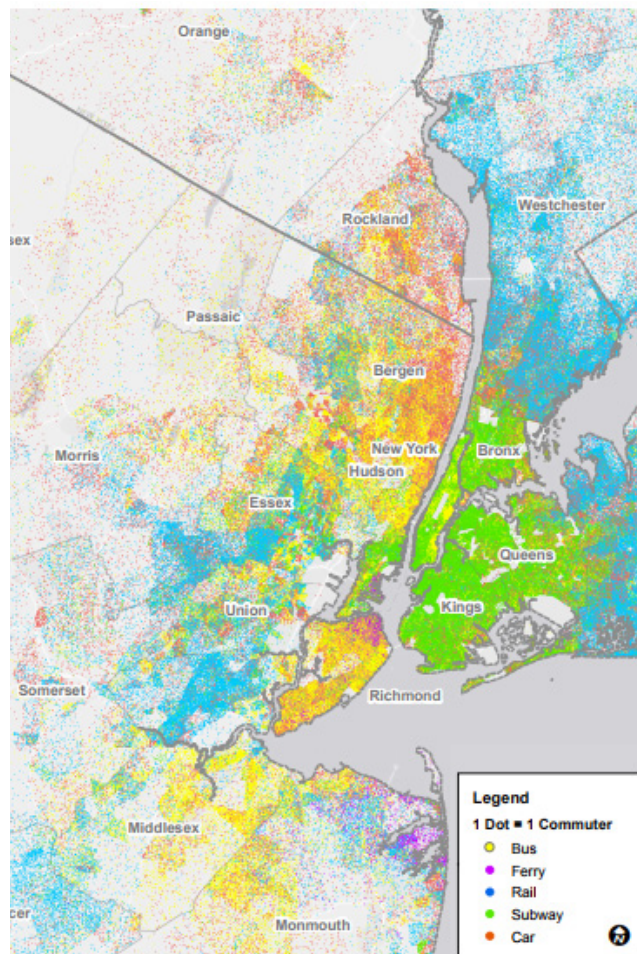 Orange
Rockland
Westchester
sex
Passaic
Bergen
Morris
New York
Bronx
Hudson
Essex
Queens
Union
Kings
Somerset
Richmond
Middlesex
cer
Monmouth
Legend
1 Dot = 1 Commuter
Bus
Ferry
Rail
Subway
Car
N